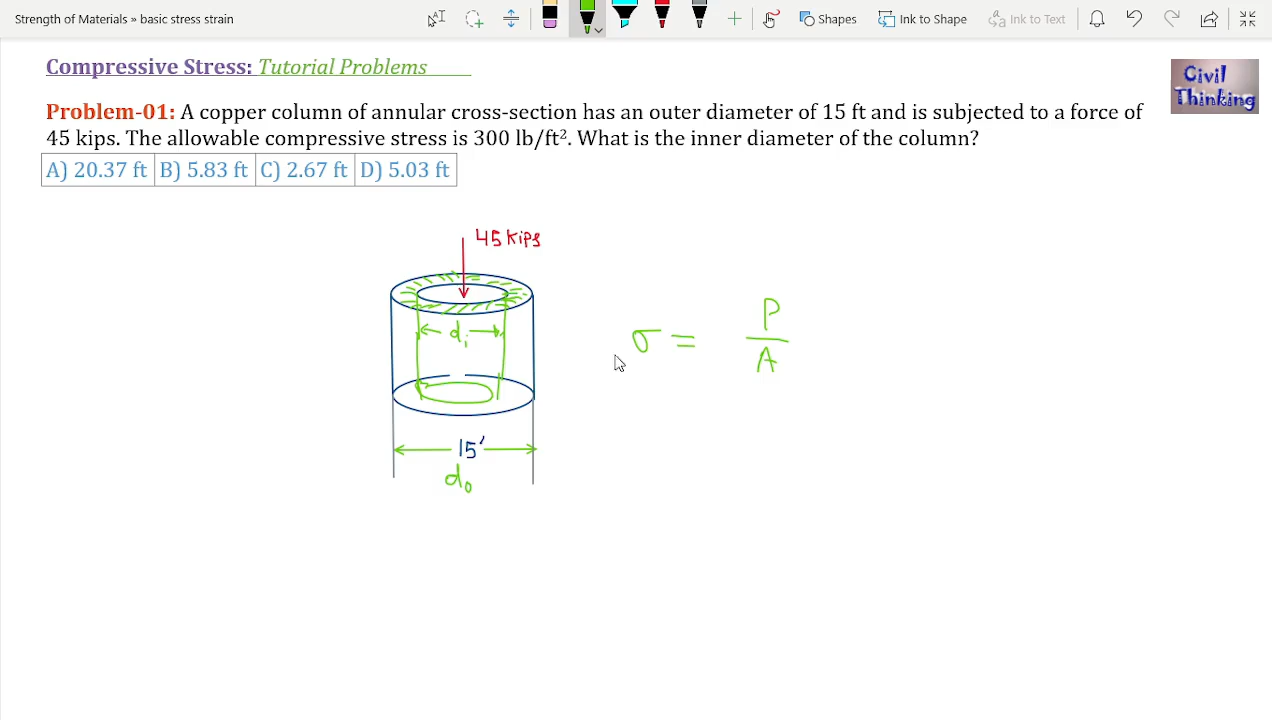 Strength of Materials » basic stress strain
Shapes
Ink to Shape
Ink to Text
Compressive Stress: Tutorial Problems
Civil
Thinking
Problem-01: A copper column of annular cross-section has an outer diameter of 15 ft and is subjected to a force of
45 kips. The allowable compressive stress is 300 lb/ft². What is the inner diameter of the column?
A) 20.37 ft B) 5.83 ft C) 2.67 ft D) 5.03 ft
45 kips
di
σ = P/A
15'
do